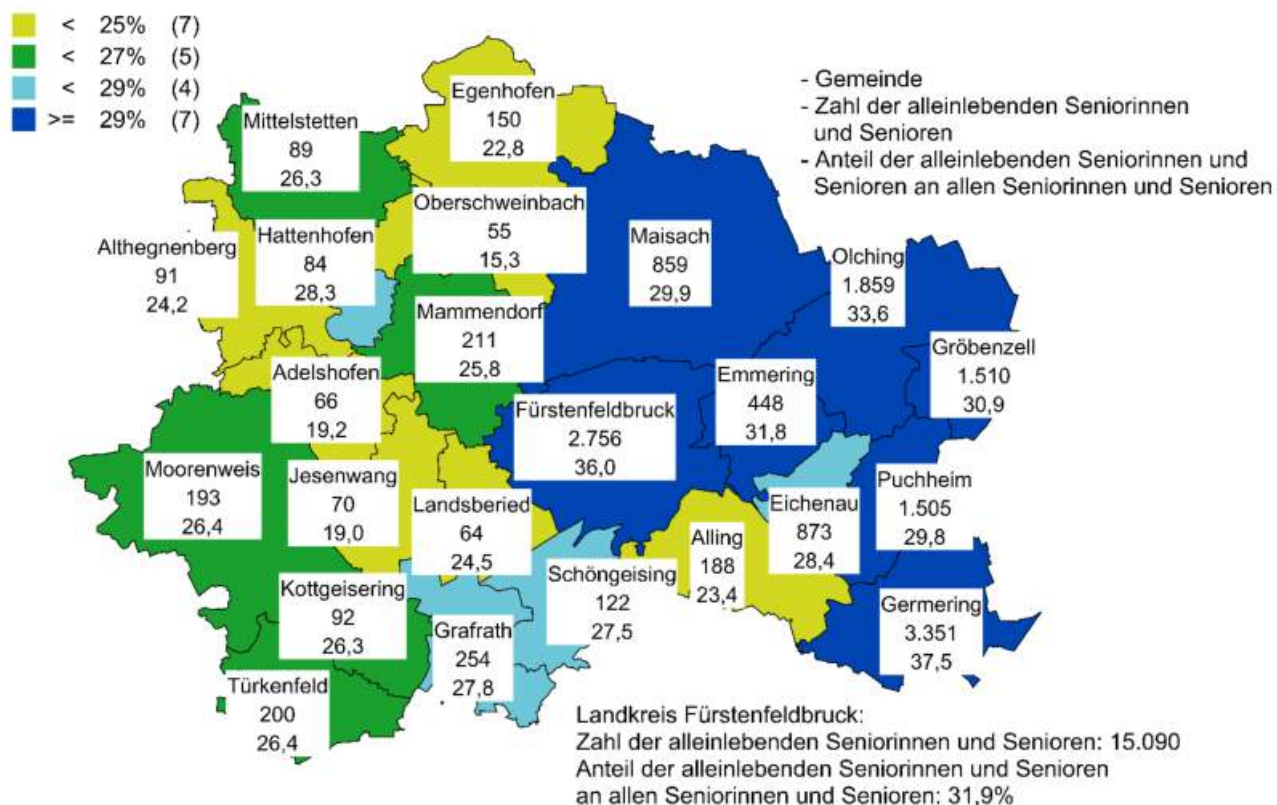 < 25% (7)
< 27% (5)
< 29% (4)
>= 29% (7)
- Gemeinde
- Zahl der alleinlebenden Seniorinnen
und Senioren
- Anteil der alleinlebenden Seniorinnen und
Senioren an allen Seniorinnen und Senioren
Egenhofen
150
22,8
Mittelstetten
89
26,3
Oberschweinbach
55
15,3
Hattenhofen
84
28,3
Althegnenberg
91
24,2
Maisach
859
29,9
Olching
1.859
33,6
Mammendorf
211
25,8
Gröbenzell
1.510
30,9
Adelshofen
66
19,2
Emmering
448
31,8
Fürstenfeldbruck
2.756
36,0
Moorenweis
193
26,4
Jesenwang
70
19,0
Landsberied
64
24,5
Puchheim
1.505
29,8
Eichenau
873
28,4
Alling
188
23,4
Schöngeising
122
27,5
Kottgeisering
92
26,3
Germering
3.351
37,5
Grafrath
254
27,8
Türkenfeld
200
26,4
Landkreis Fürstenfeldbruck:
Zahl der alleinlebenden Seniorinnen und Senioren: 15.090
Anteil der alleinlebenden Seniorinnen und Senioren
an allen Seniorinnen und Senioren: 31,9%